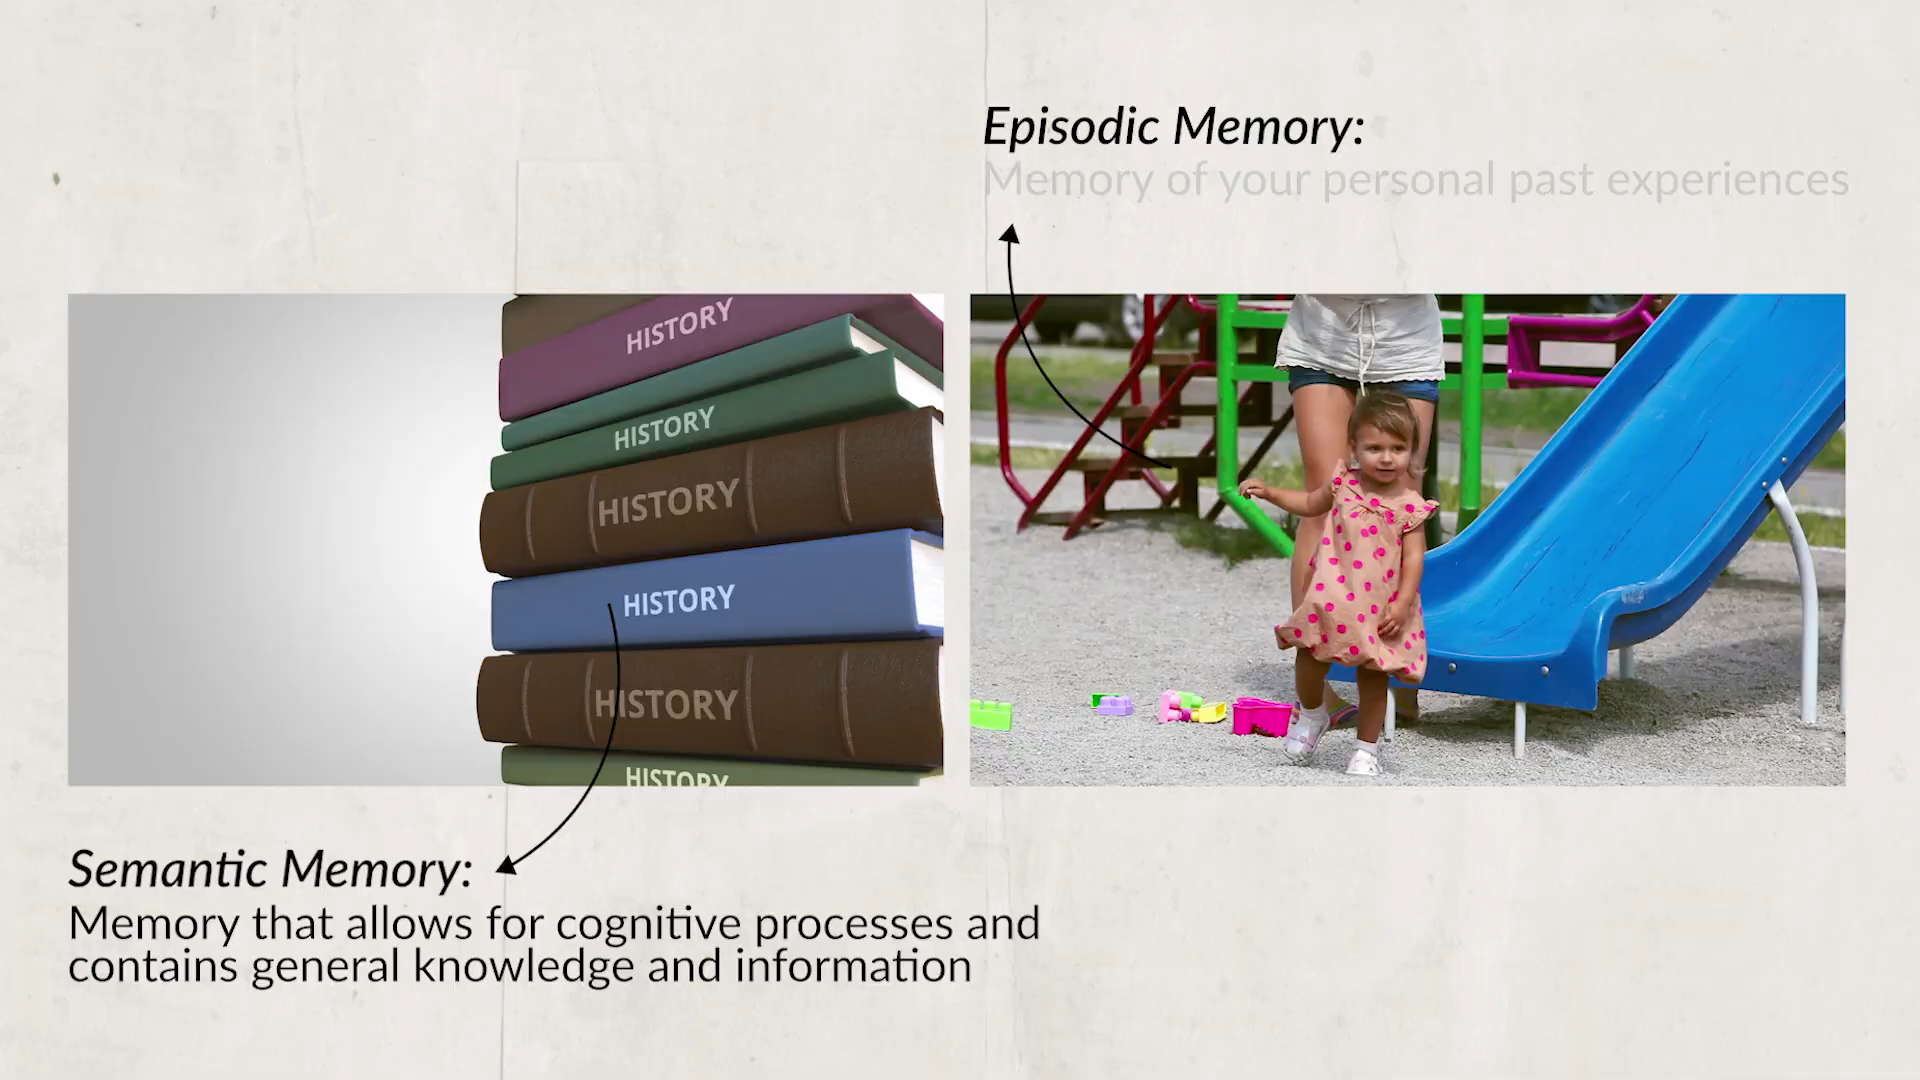 Episodic Memory:
Memory of your personal past experiences
HISTORY
HISTORY
HISTORY
HISTORY
HISTORY
HISTORY
Semantic Memory:
Memory that allows for cognitive processes and
contains general knowledge and information